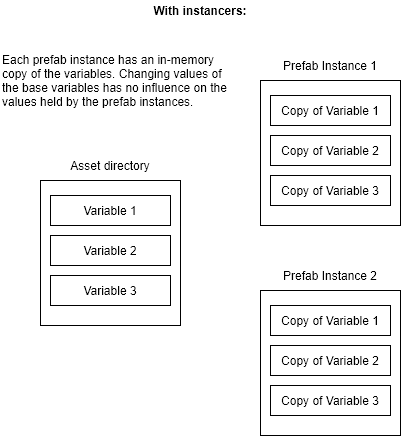 With instancers:
Each prefab instance has an in-memory
copy of the variables. Changing values of
the base variables has no influence on the
values held by the prefab instances.
Asset directory
Variable 1
Variable 2
Variable 3
Prefab Instance 1
Copy of Variable 1
Copy of Variable 2
Copy of Variable 3
Prefab Instance 2
Copy of Variable 1
Copy of Variable 2
Copy of Variable 3